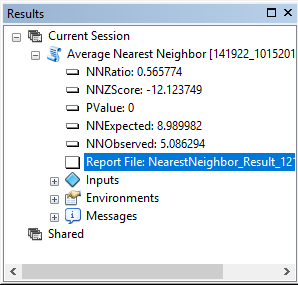 Results
Current Session
Average Nearest Neighbor [141922_1015201
NNRatio: 0.565774
NNZScore: -12.123749
PValue: 0
NNExpected: 8.989982
NNObserved: 5.086294
Report File: NearestNeighbor_Result_121
Inputs
Environments
Messages
Shared